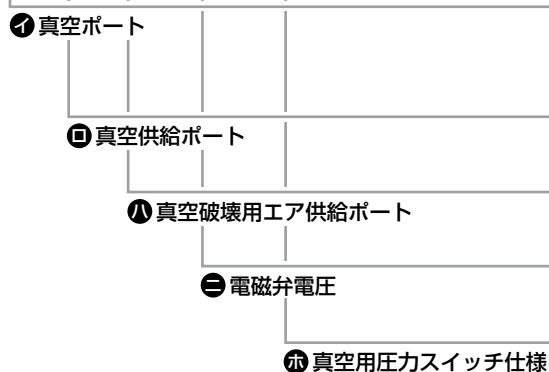 イ真空ポート
ロ真空供給ポート
ハ真空破壊用エア供給ポート
ニ電磁弁電圧
ホ真空用圧力スイッチ仕様